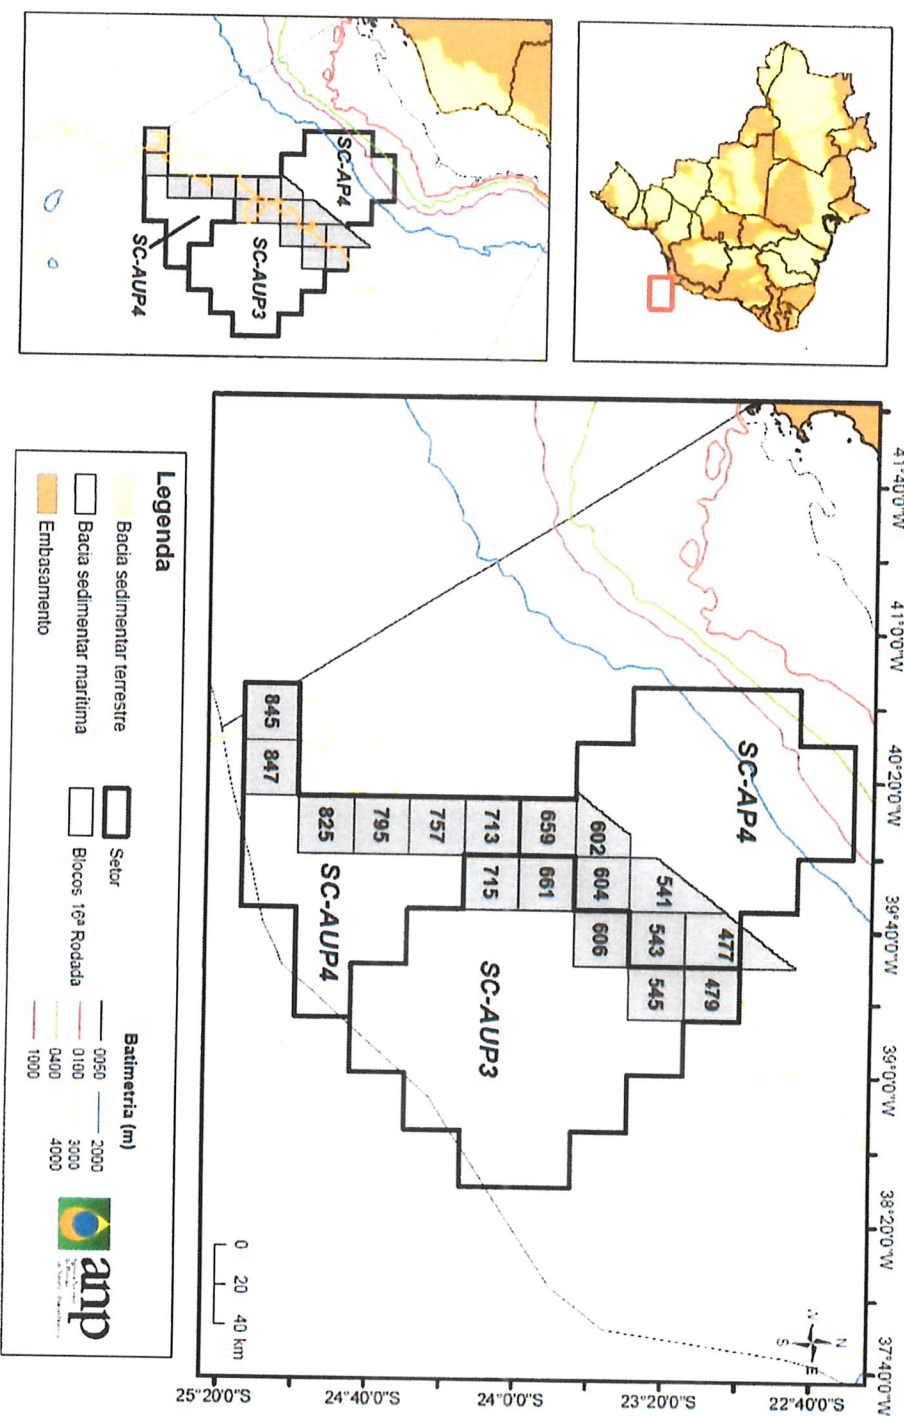 SC-AP4
SC-AUP3
SC-AUP4
41°40'0"W
41°0'0"W
40°20'0"W
39°40'0"W
39°0'0"W
38°20'0"W
37°40'0"W
22°40'0"S
23°20'0"S
24°0'0"S
24°40'0"S
25°20'0"S
SC-AP4
477
479
541
543
545
602
604
606
659
661
713
715
757
795
825
845
847
SC-AUP3
SC-AUP4
N
E
S
0 20 40 km
Legenda
Bacia sedimentar terrestre
Bacia sedimentar marítima
Embasamento
Setor
Blocos 16ª Rodada
Batimetria (m)
0050
0100
0400
1000
2000
3000
4000
anp